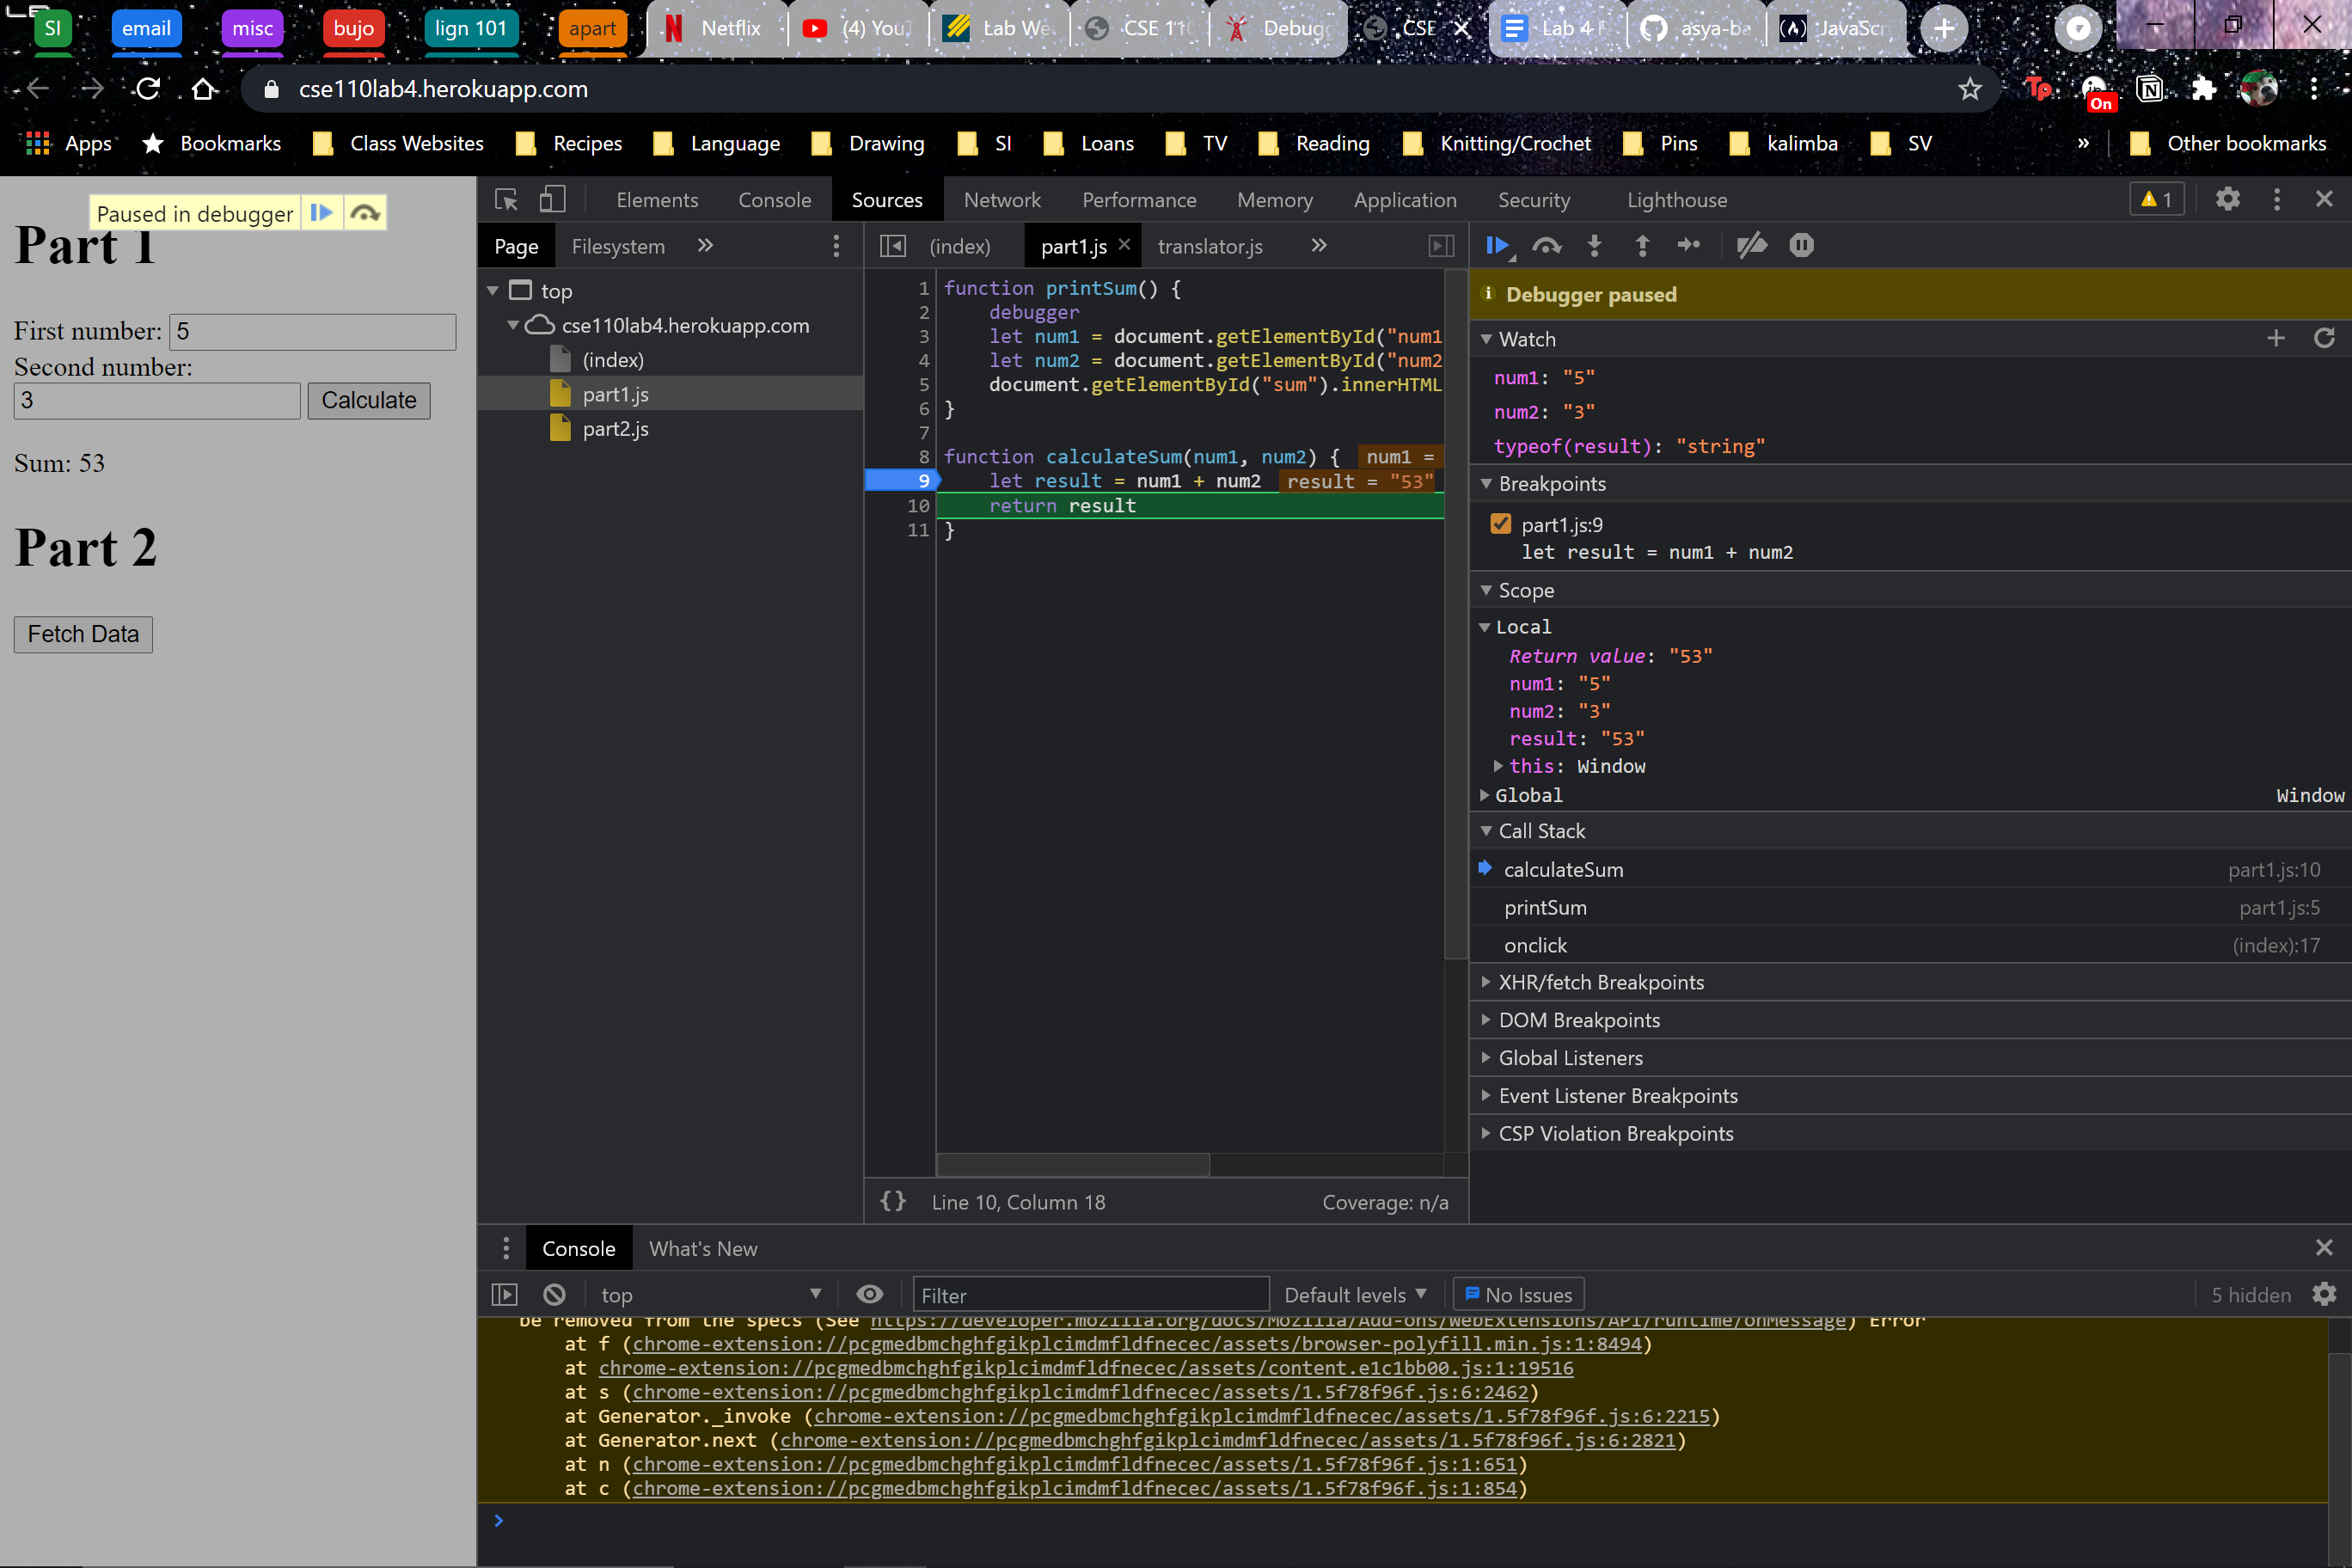 SI email misc bujo lign 101 apart Netflix (4) You Lab We CSE 110 Debug CSE Lab 4 asya-b JavaScr
cse110lab4.herokuapp.com On
Apps Bookmarks Class Websites Recipes Language Drawing SI Loans TV Reading Knitting/Crochet Pins kalimba SV » Other bookmarks
Paused in debugger
Part 1
First number: 5
Second number:
3 Calculate
Sum: 53
Part 2
Fetch Data
Elements Console Sources Network Performance Memory Application Security Lighthouse 1
Page Filesystem »
top
cse110lab4.herokuapp.com
(index)
part1.js
part2.js
(index) part1.js × translator.js »
1 function printSum() {
2 debugger
3 let num1 = document.getElementById("num1
4 let num2 = document.getElementById("num2
5 document.getElementById("sum").innerHTML
6 }
7
8 function calculateSum(num1, num2) { num1 =
9 let result = num1 + num2 result = "53"
10 return result
11 }
{} Line 10, Column 18 Coverage: n/a
Debugger paused
Watch
num1: "5"
num2: "3"
typeof(result): "string"
Breakpoints
part1.js:9
let result = num1 + num2
Scope
Local
Return value: "53"
num1: "5"
num2: "3"
result: "53"
this: Window
Global Window
Call Stack
calculateSum part1.js:10
printSum part1.js:5
onclick (index):17
XHR/fetch Breakpoints
DOM Breakpoints
Global Listeners
Event Listener Breakpoints
CSP Violation Breakpoints
Console What's New
top Filter Default levels No Issues 5 hidden
be removed from the specs (See https://developer.mozilla.org/docs/Mozilla/Add-ons/WebExtensions/API/runtime/onMessage) Error
at f (chrome-extension://pcgmedbmchghfgikplcimdmfldfnecec/assets/browser-polyfill.min.js:1:8494)
at chrome-extension://pcgmedbmchghfgikplcimdmfldfnecec/assets/content.e1c1bb00.js:1:19516
at s (chrome-extension://pcgmedbmchghfgikplcimdmfldfnecec/assets/1.5f78f96f.js:6:2462)
at Generator._invoke (chrome-extension://pcgmedbmchghfgikplcimdmfldfnecec/assets/1.5f78f96f.js:6:2215)
at Generator.next (chrome-extension://pcgmedbmchghfgikplcimdmfldfnecec/assets/1.5f78f96f.js:6:2821)
at n (chrome-extension://pcgmedbmchghfgikplcimdmfldfnecec/assets/1.5f78f96f.js:1:651)
at c (chrome-extension://pcgmedbmchghfgikplcimdmfldfnecec/assets/1.5f78f96f.js:1:854)
>